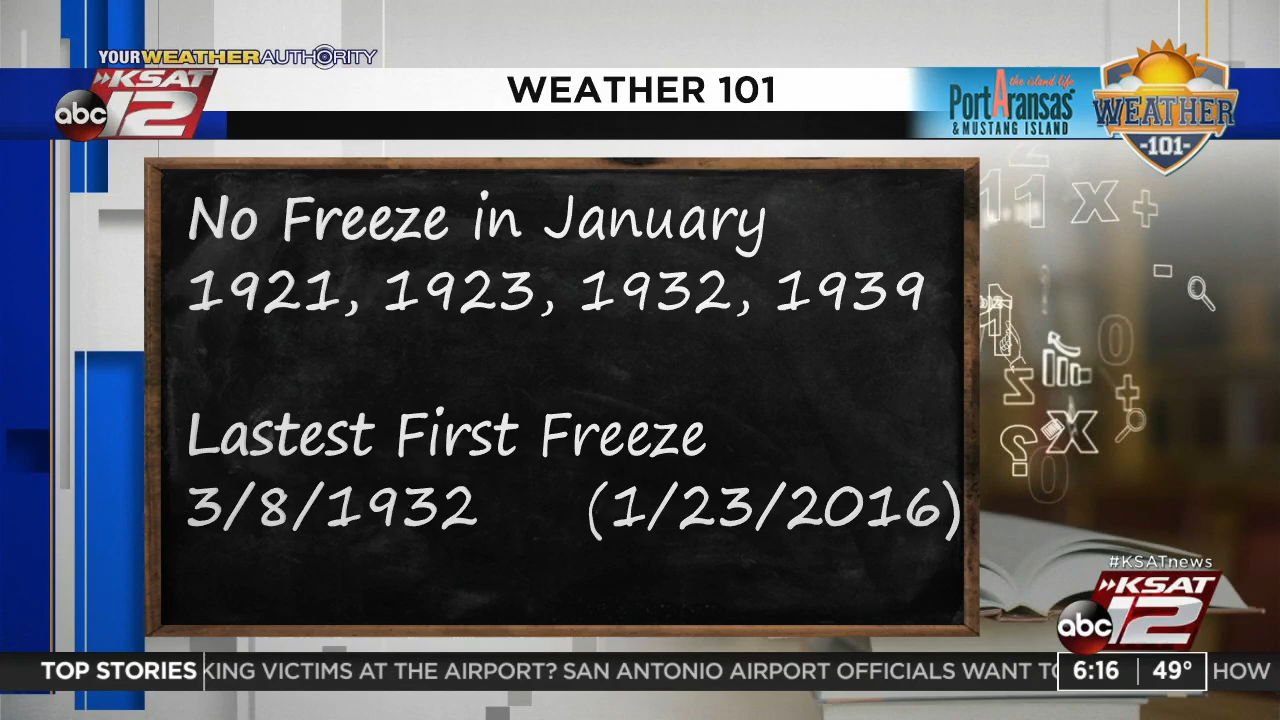 YOUR WEATHER AUTHORITY
KSAT
abc 12
WEATHER 101
the island life
Port Aransas
& MUSTANG ISLAND
WEATHER
-101-
No Freeze in January
1921, 1923, 1932, 1939
Lastest First Freeze
3/8/1932 (1/23/2016)
#KSATnews
KSAT
abc 12
TOP STORIES KING VICTIMS AT THE AIRPORT? SAN ANTONIO AIRPORT OFFICIALS WANT TO 6:16 49° HOW